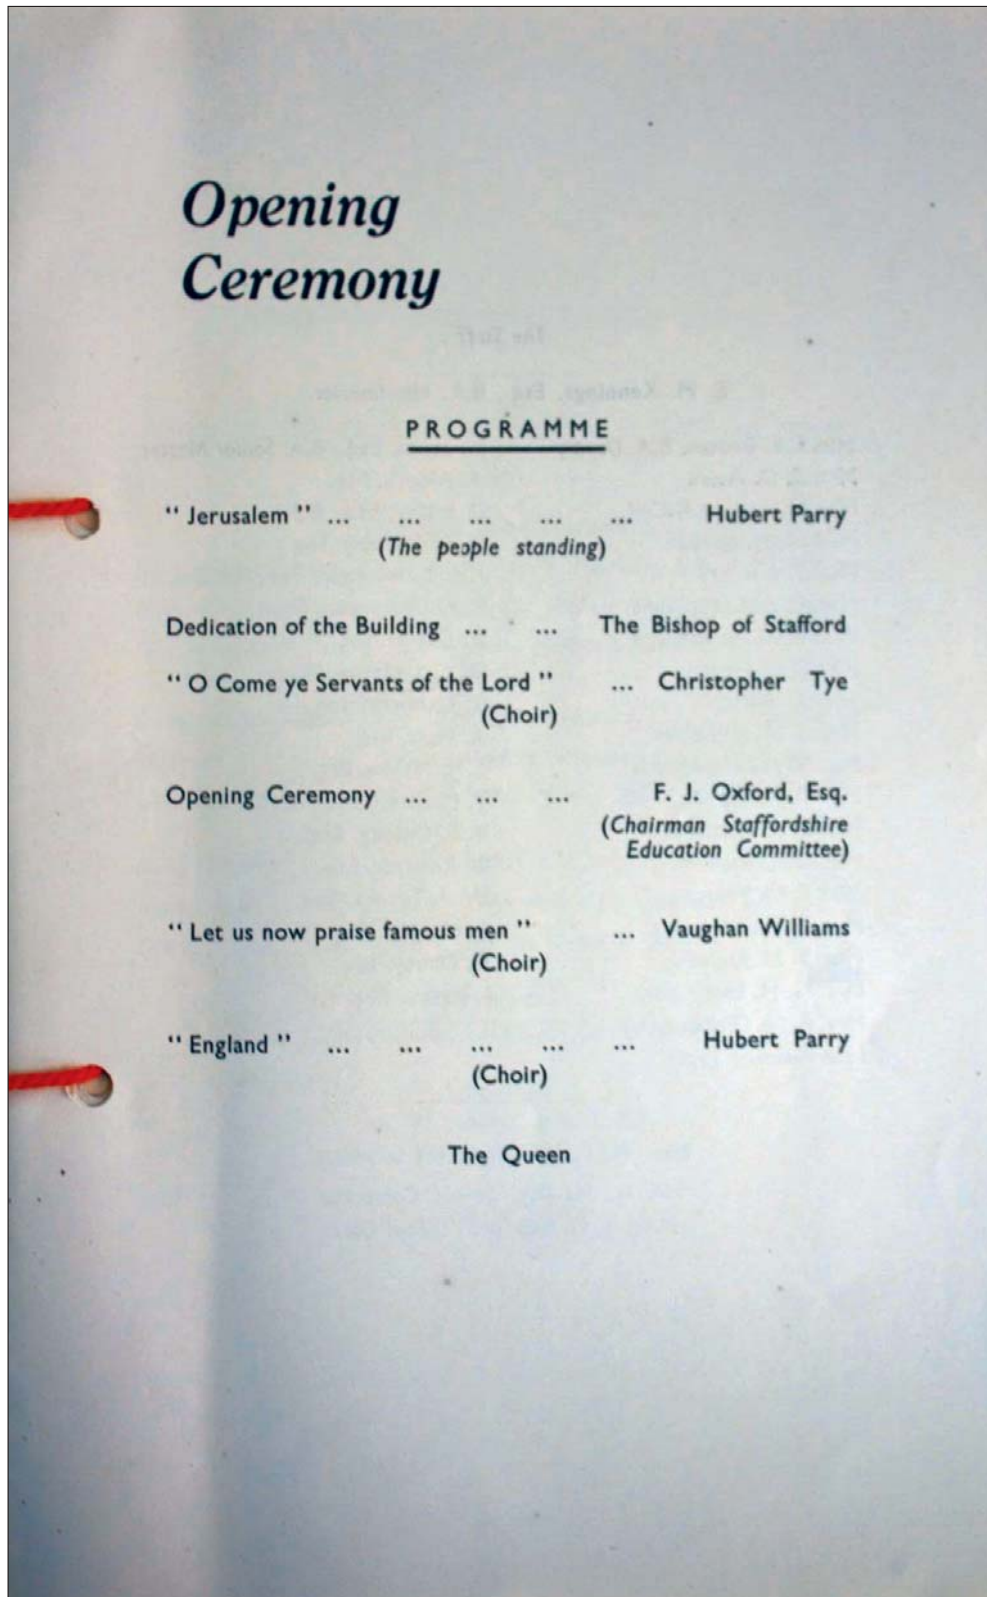 Opening
Ceremony
PROGRAMME
"Jerusalem" ... ... ... ... ... Hubert Parry
(The people standing)
Dedication of the Building ... ... The Bishop of Stafford
"O Come ye Servants of the Lord" ... Christopher Tye
(Choir)
Opening Ceremony ... ... ... F. J. Oxford, Esq.
(Chairman Staffordshire
Education Committee)
"Let us now praise famous men" ... Vaughan Williams
(Choir)
"England" ... ... ... ... ... Hubert Parry
(Choir)
The Queen